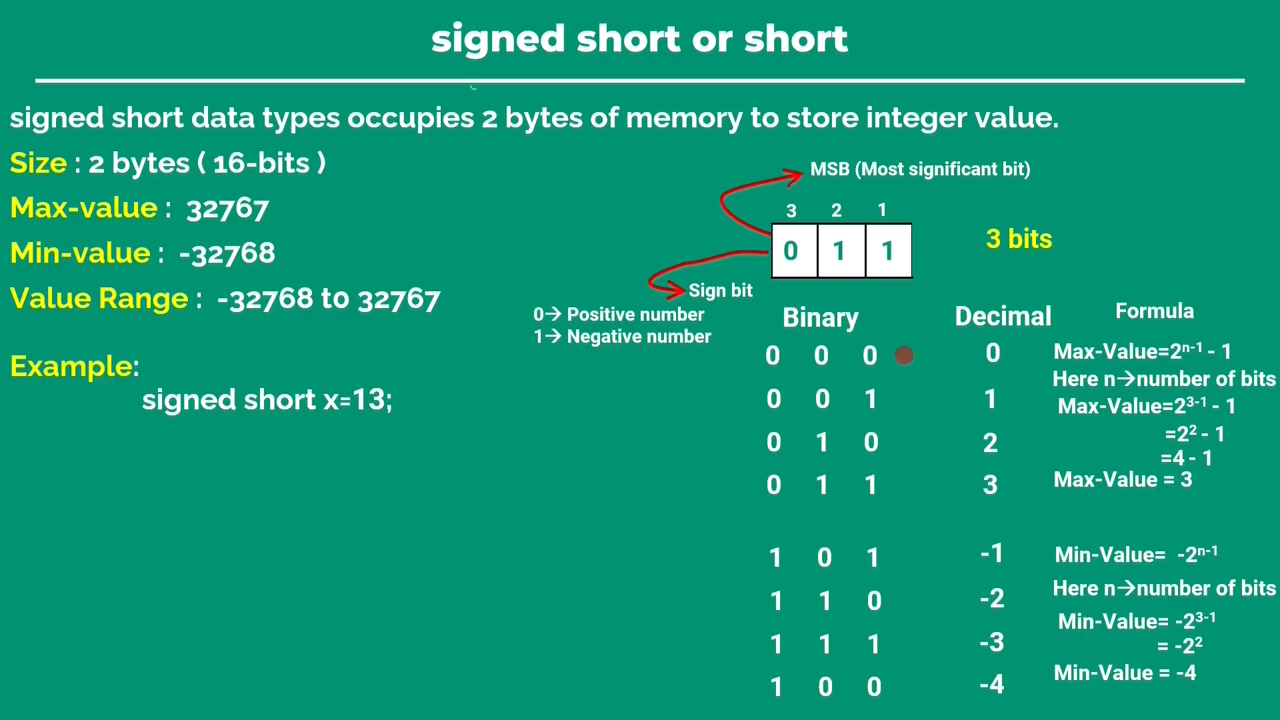 signed short or short
signed short data types occupies 2 bytes of memory to store integer value.
Size : 2 bytes ( 16-bits )
Max-value : 32767
Min-value : -32768
Value Range : -32768 to 32767
Example:
signed short x=13;
MSB (Most significant bit)
3 2 1
0 1 1
3 bits
Sign bit
0→ Positive number
1→ Negative number
Binary Decimal Formula
0 0 0 0
0 0 1 1
0 1 0 2
0 1 1 3
1 0 1 -1
1 1 0 -2
1 1 1 -3
1 0 0 -4
Max-Value=2ⁿ⁻¹ - 1
Here n→number of bits
Max-Value=2³⁻¹ - 1
=2² - 1
=4 - 1
Max-Value = 3
Min-Value= -2ⁿ⁻¹
Here n→number of bits
Min-Value= -2³⁻¹
= -2²
Min-Value = -4